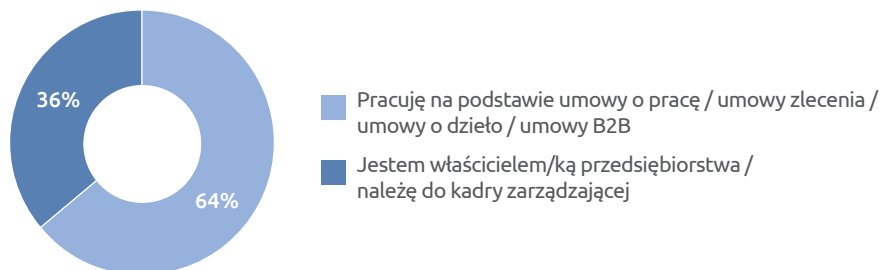 36%
64%
Pracuję na podstawie umowy o pracę / umowy zlecenia /
umowy o dzieło / umowy B2B
Jestem właścicielem/ką przedsiębiorstwa /
należę do kadry zarządzającej